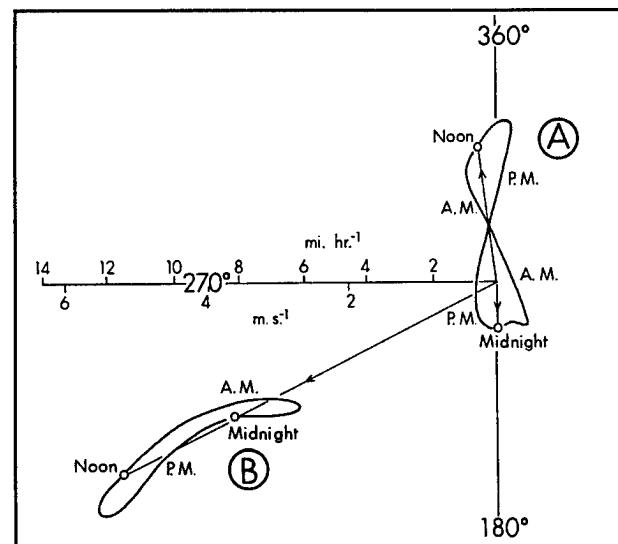 360°
Noon
A
P.M.
A.M.
mi. hr.-1
A.M.
14 12 10 8 6 4 2
270°
6 4 2
m.s.-1
P.M.
Midnight
A.M.
Midnight
Noon
P.M.
B
180°